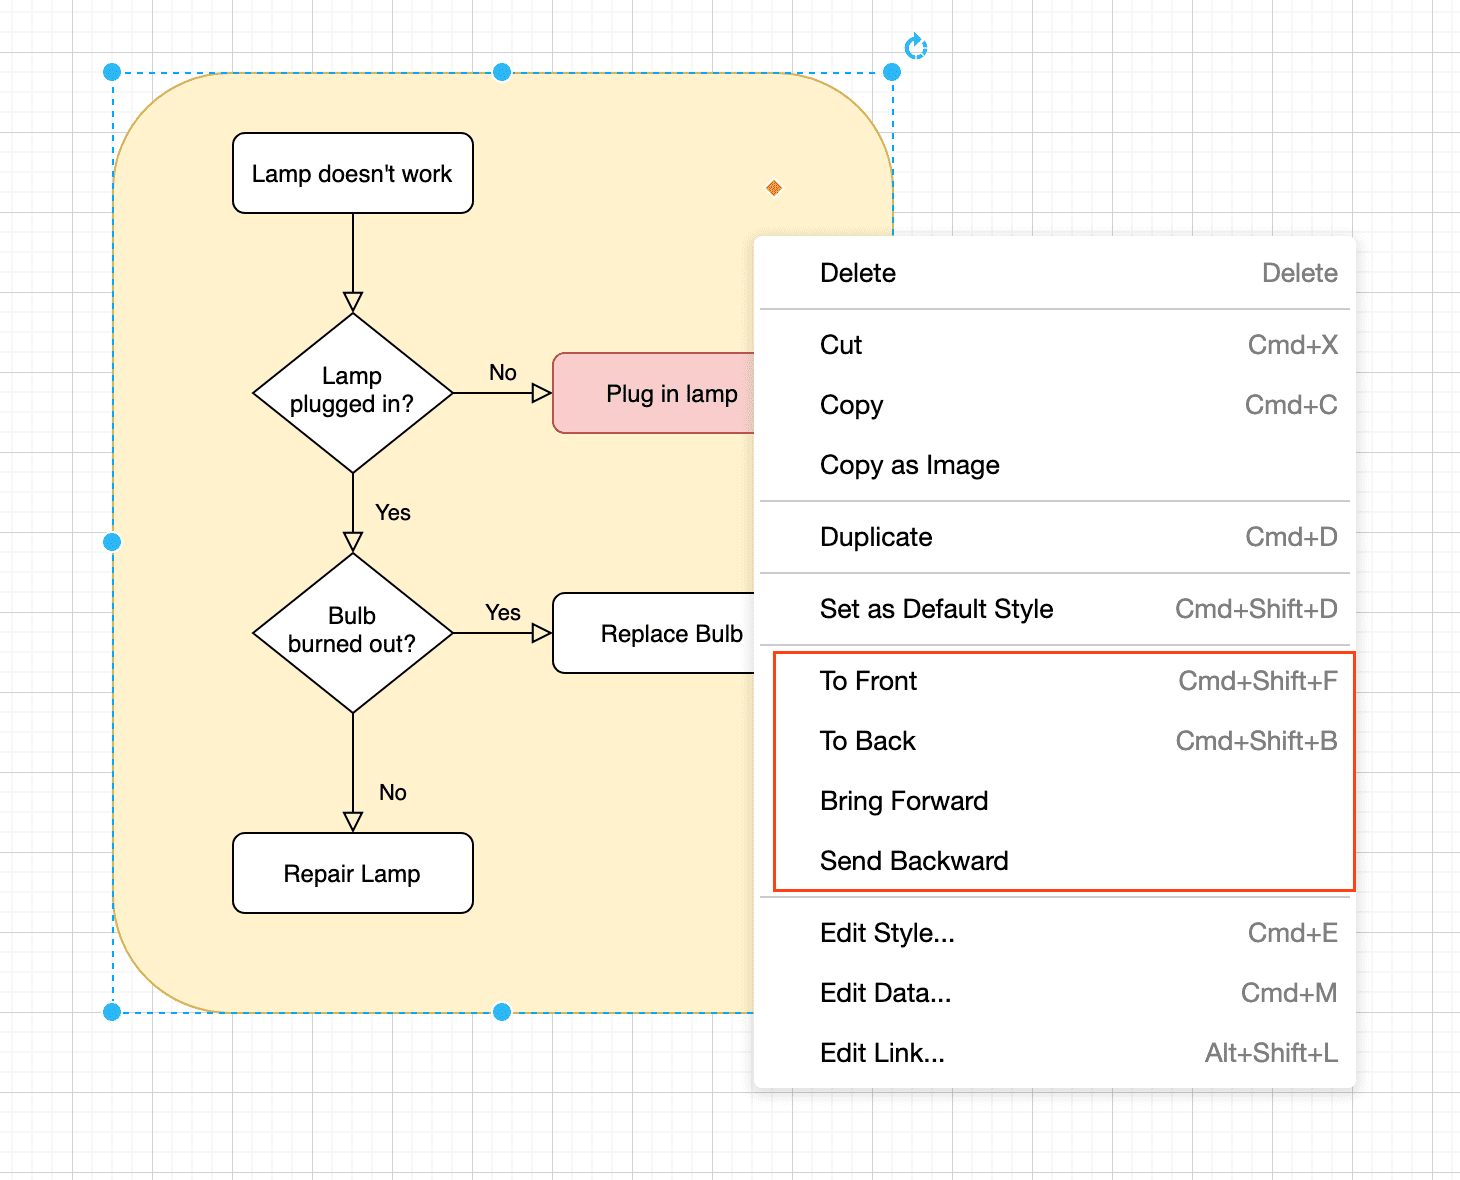 Lamp doesn't work
Lamp
plugged in?
No
Plug in lamp
Yes
Bulb
burned out?
Yes
Replace Bulb
No
Repair Lamp
Delete Delete
Cut Cmd+X
Copy Cmd+C
Copy as Image
Duplicate Cmd+D
Set as Default Style Cmd+Shift+D
To Front Cmd+Shift+F
To Back Cmd+Shift+B
Bring Forward
Send Backward
Edit Style... Cmd+E
Edit Data... Cmd+M
Edit Link... Alt+Shift+L